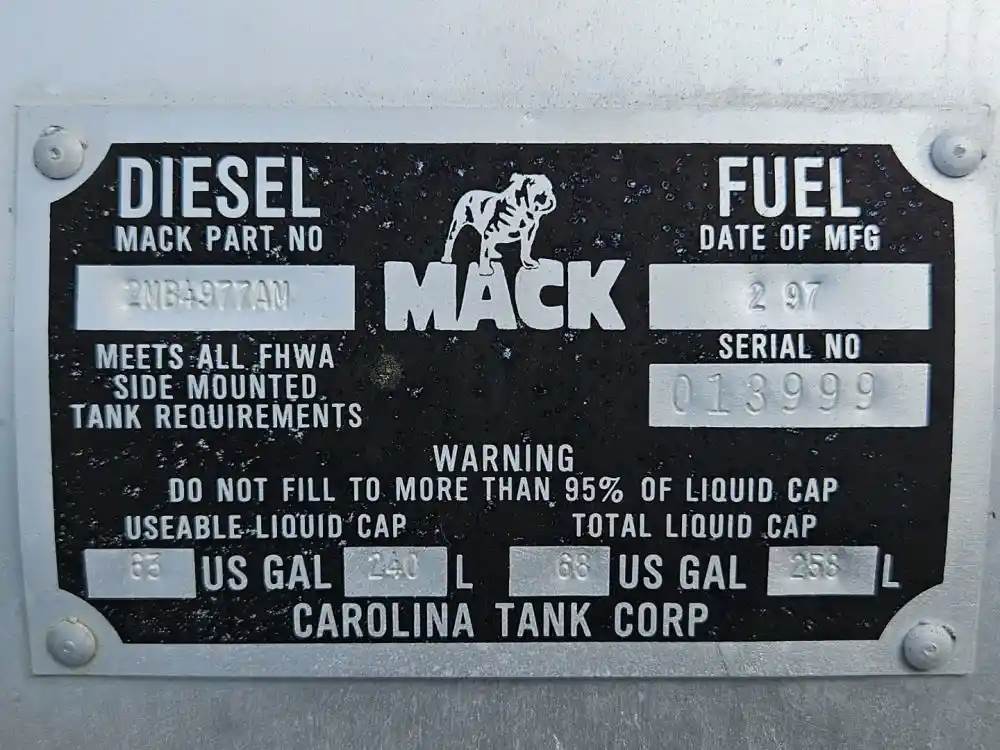 DIESEL
MACK PART NO
2MB4977AM
MEETS ALL FHWA
SIDE MOUNTED
TANK REQUIREMENTS
MACK
FUEL
DATE OF MFG
2 97
SERIAL NO
013999
WARNING
DO NOT FILL TO MORE THAN 95% OF LIQUID CAP
USEABLE LIQUID CAP
63 US GAL 240 L
TOTAL LIQUID CAP
68 US GAL 258 L
CAROLINA TANK CORP